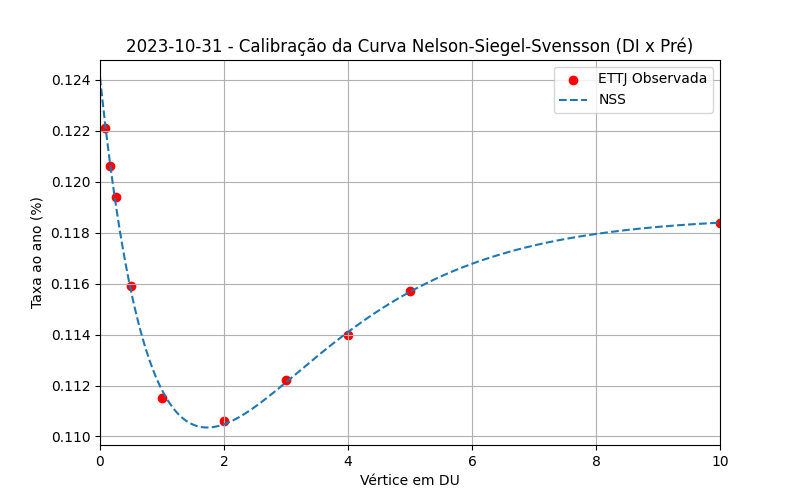 2023-10-31 - Calibração da Curva Nelson-Siegel-Svensson (DI x Pré)
ETTJ Observada
NSS
Taxa ao ano (%)
0.124
0.122
0.120
0.118
0.116
0.114
0.112
0.110
0 2 4 6 8 10
Vértice em DU